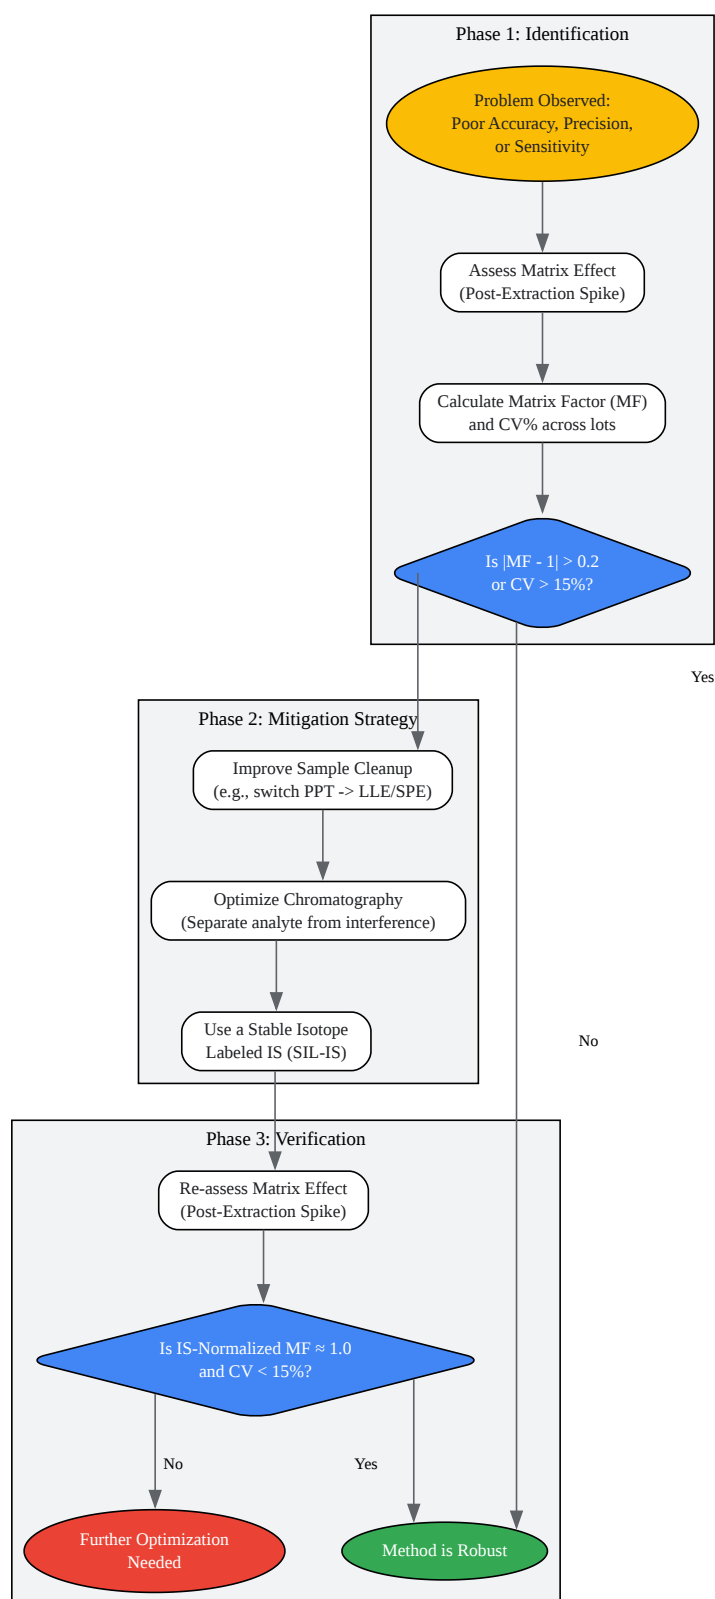 Phase 1: Identification
Problem Observed:
Poor Accuracy, Precision,
or Sensitivity
Assess Matrix Effect
(Post-Extraction Spike)
Calculate Matrix Factor (MF)
and CV% across lots
Is |MF - 1| > 0.2
or CV > 15%?
Yes
Phase 2: Mitigation Strategy
Improve Sample Cleanup
(e.g., switch PPT -> LLE/SPE)
Optimize Chromatography
(Separate analyte from interference)
Use a Stable Isotope
Labeled IS (SIL-IS)
No
Phase 3: Verification
Re-assess Matrix Effect
(Post-Extraction Spike)
Is IS-Normalized MF ≈ 1.0
and CV < 15%?
No
Yes
Further Optimization
Needed
Method is Robust